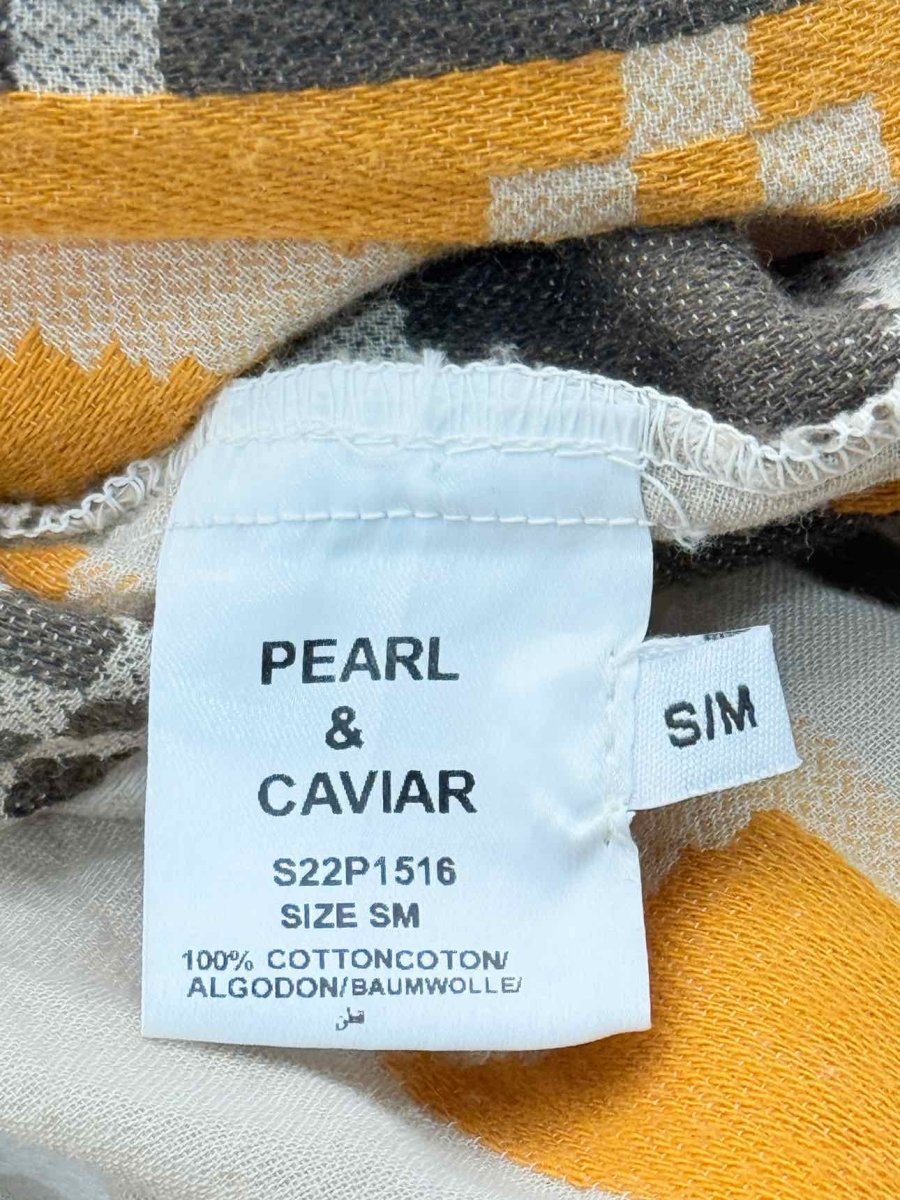 PEARL
&
CAVIAR
S/M
S22P1516
SIZE SM
100% COTTONCOTON/
ALGODON/BAUMWOLLE/
قطن